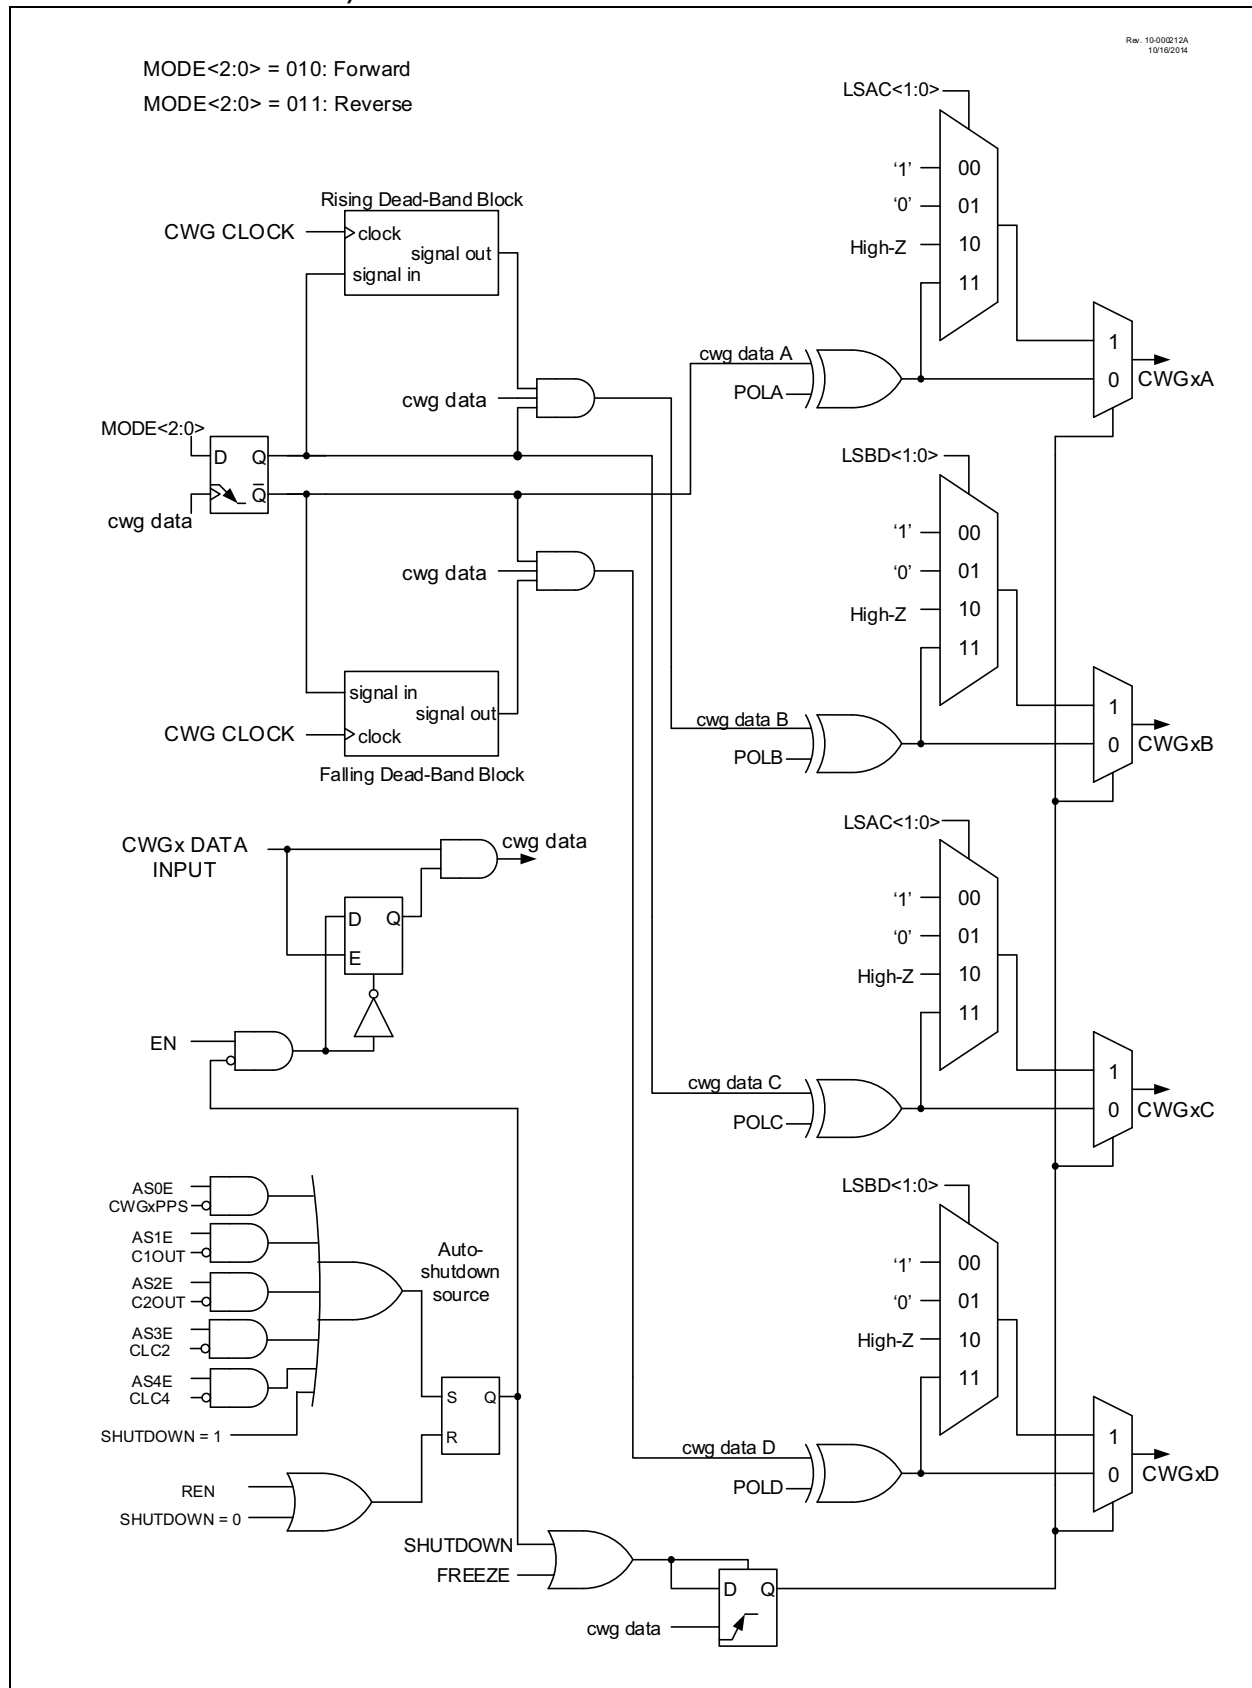 Rev. 10-000212A
10/16/2014
MODE<2:0> = 010: Forward
MODE<2:0> = 011: Reverse
LSAC<1:0>
'1'
00
'0'
01
High-Z
10
11
Rising Dead-Band Block
CWG CLOCK
clock
signal out
signal in
cwg data A
POLA
1
0
CWGxA
cwg data
MODE<2:0>
D
Q
Q
cwg data
LSBD<1:0>
'1'
00
'0'
01
High-Z
10
11
cwg data
signal in
signal out
CWG CLOCK
clock
Falling Dead-Band Block
cwg data B
POLB
1
0
CWGxB
CWGx DATA
INPUT
cwg data
D
Q
E
EN
LSAC<1:0>
'1'
00
'0'
01
High-Z
10
11
cwg data C
POLC
1
0
CWGxC
AS0E
CWGxPPS
AS1E
C1OUT
AS2E
C2OUT
AS3E
CLC2
AS4E
CLC4
SHUTDOWN = 1
Auto-
shutdown
source
S
Q
R
REN
SHUTDOWN = 0
LSBD<1:0>
'1'
00
'0'
01
High-Z
10
11
cwg data D
POLD
1
0
CWGxD
SHUTDOWN
FREEZE
D
Q
cwg data